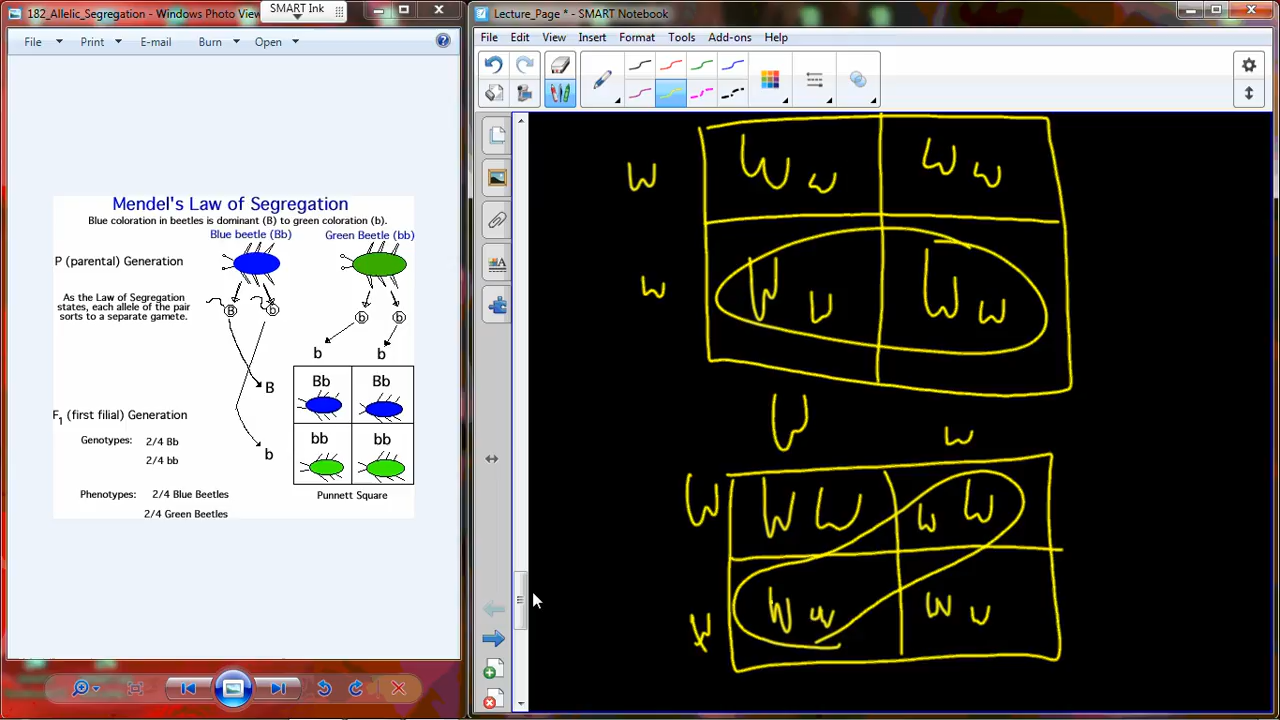 182_Allelic_Segregation - Windows Photo View
SMART Ink
File Print E-mail Burn Open
Mendel's Law of Segregation
Blue coloration in beetles is dominant (B) to green coloration (b).
Blue beetle (Bb) Green Beetle (bb)
P (parental) Generation
As the Law of Segregation
states, each allele of the pair
sorts to a separate gamete.
B b b b
b b
B Bb Bb
F1 (first filial) Generation
Genotypes: 2/4 Bb
2/4 bb
b bb bb
Phenotypes: 2/4 Blue Beetles
2/4 Green Beetles
Punnett Square
Lecture_Page * - SMART Notebook
File Edit View Insert Format Tools Add-ons Help
W W w W w
w W w W w
W w
W W W w W
w W w w w